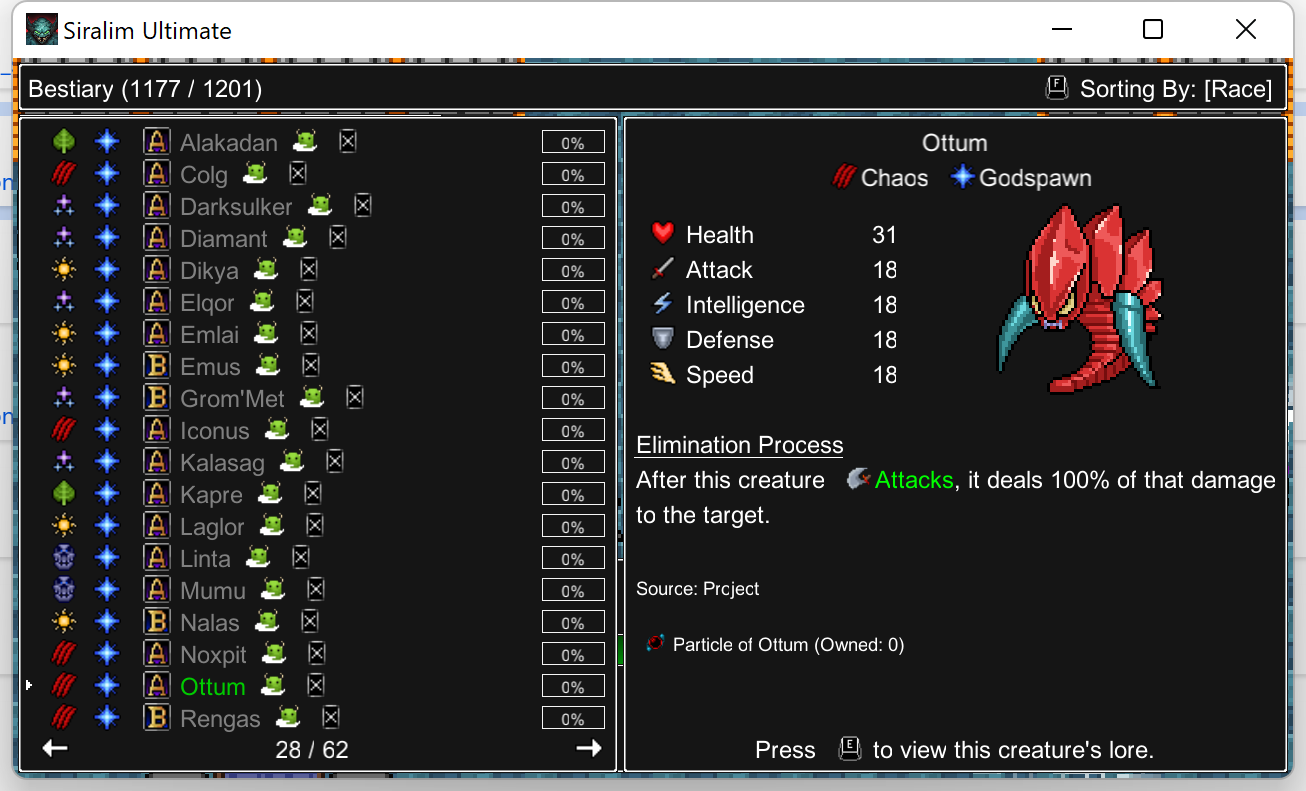 Siralim Ultimate
Bestiary (1177 / 1201)
F Sorting By: [Race]
A Alakadan 0%
A Colg 0%
A Darksulker 0%
A Diamant 0%
A Dikya 0%
A Elqor 0%
A Emlai 0%
B Emus 0%
B Grom'Met 0%
A Iconus 0%
A Kalasag 0%
A Kapre 0%
A Laglor 0%
A Linta 0%
A Mumu 0%
B Nalas 0%
A Noxpit 0%
A Ottum 0%
B Rengas 0%
28 / 62
Ottum
Chaos Godspawn
Health 31
Attack 18
Intelligence 18
Defense 18
Speed 18
Elimination Process
After this creature Attacks, it deals 100% of that damage
to the target.
Source: Project
Particle of Ottum (Owned: 0)
Press E to view this creature's lore.